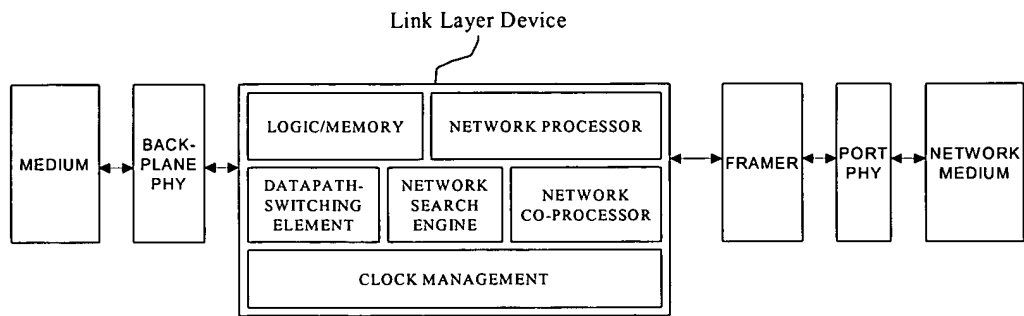 Link Layer Device
MEDIUM
BACK-
PLANE
PHY
LOGIC/MEMORY
NETWORK PROCESSOR
DATAPATH-
SWITCHING
ELEMENT
NETWORK
SEARCH
ENGINE
NETWORK
CO-PROCESSOR
CLOCK MANAGEMENT
FRAMER
PORT
PHY
NETWORK
MEDIUM